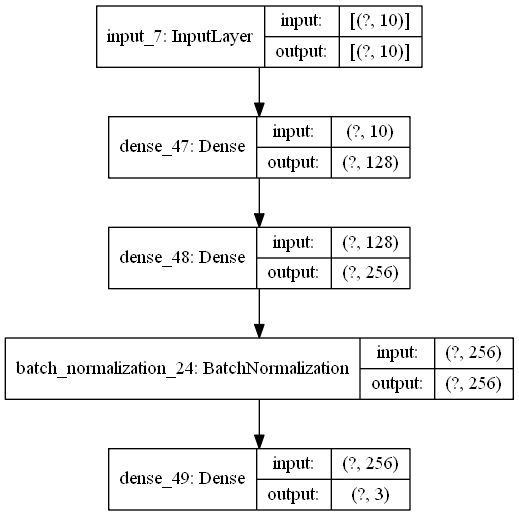 input_7: InputLayer
input: [(?, 10)]
output: [(?, 10)]
dense_47: Dense
input: (?, 10)
output: (?, 128)
dense_48: Dense
input: (?, 128)
output: (?, 256)
batch_normalization_24: BatchNormalization
input: (?, 256)
output: (?, 256)
dense_49: Dense
input: (?, 256)
output: (?, 3)